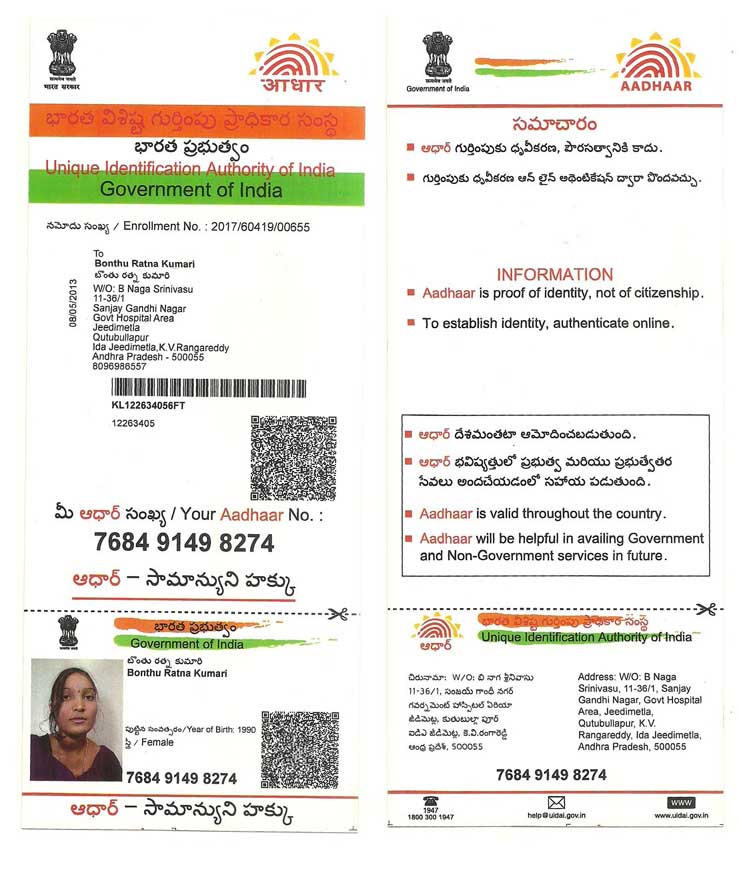 सत्यमेव जयते
भारत सरकार
आधार
భారత విశిష్ట గుర్తింపు ప్రాధికార సంస్థ
భారత ప్రభుత్వం
Unique Identification Authority of India
Government of India
నమోదు సంఖ్య / Enrollment No. : 2017/60419/00655
08/05/2013
To
Bonthu Ratna Kumari
బొంతు రత్న కుమారి
W/O: B Naga Srinivasu
11-36/1
Sanjay Gandhi Nagar
Govt Hospital Area
Jeedimetla
Qutubullapur
Ida Jeedimetla,K.V.Rangareddy
Andhra Pradesh - 500055
8096986557
KL122634056FT
12263405
మీ ఆధార్ సంఖ్య / Your Aadhaar No. :
7684 9149 8274
ఆధార్ – సామాన్యుని హక్కు
భారత ప్రభుత్వం
Government of India
బొంతు రత్న కుమారి
Bonthu Ratna Kumari
పుట్టిన సంవత్సరం/Year of Birth: 1990
స్త్రీ / Female
7684 9149 8274
ఆధార్ – సామాన్యుని హక్కు
Government of India
AADHAAR
సమాచారం
ఆధార్ గుర్తింపుకు ధృవీకరణ, పౌరసత్వానికి కాదు.
గుర్తింపుకు ధృవీకరణ ఆన్ లైన్ అథెంటికేషన్ ద్వారా పొందవచ్చు.
INFORMATION
Aadhaar is proof of identity, not of citizenship.
To establish identity, authenticate online.
ఆధార్ దేశమంతటా ఆమోదించబడుతుంది.
ఆధార్ భవిష్యత్తులో ప్రభుత్వ మరియు ప్రభుత్వేతర
సేవలు అందచేయడంలో సహాయ పడుతుంది.
Aadhaar is valid throughout the country.
Aadhaar will be helpful in availing Government
and Non-Government services in future.
ఆధార్
భారత విశిష్ట గుర్తింపు ప్రాధికార సంస్థ
Unique Identification Authority of India
చిరునామా: W/O: బి నాగ శ్రీనివాసు
11-36/1, సంజయ్ గాంధీ నగర్
గవర్నమెంట్ హాస్పిటల్ ఏరియా
జీడిమెట్ల, కుతుబుల్లా పూర్
ఐడిఎ జీడిమెట్ల, కె.వి.రంగారెడ్డి
ఆంధ్ర ప్రదేశ్, 500055
Address: W/O: B Naga
Srinivasu, 11-36/1, Sanjay
Gandhi Nagar, Govt Hospital
Area, Jeedimetla,
Qutubullapur, K.V.
Rangareddy, Ida Jeedimetla,
Andhra Pradesh, 500055
7684 9149 8274
1947
1800 300 1947
help@uidai.gov.in
WWW
www.uidai.gov.in